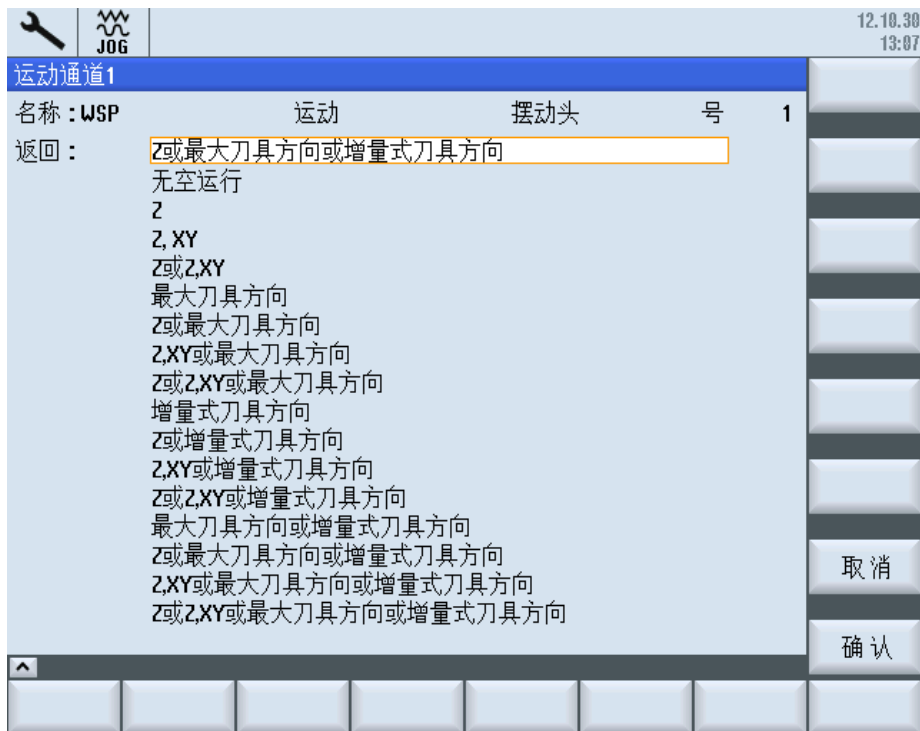 JOG
12.10.30
13:07
运动通道1
名称：WSP 运动 摆动头 号 1
返回： Z或最大刀具方向或增量式刀具方向
无空运行
Z
Z, XY
Z或Z,XY
最大刀具方向
Z或最大刀具方向
Z,XY或最大刀具方向
Z或Z,XY或最大刀具方向
增量式刀具方向
Z或增量式刀具方向
Z,XY或增量式刀具方向
Z或Z,XY或增量式刀具方向
最大刀具方向或增量式刀具方向
Z或最大刀具方向或增量式刀具方向
Z,XY或最大刀具方向或增量式刀具方向
Z或Z,XY或最大刀具方向或增量式刀具方向
取消
确认